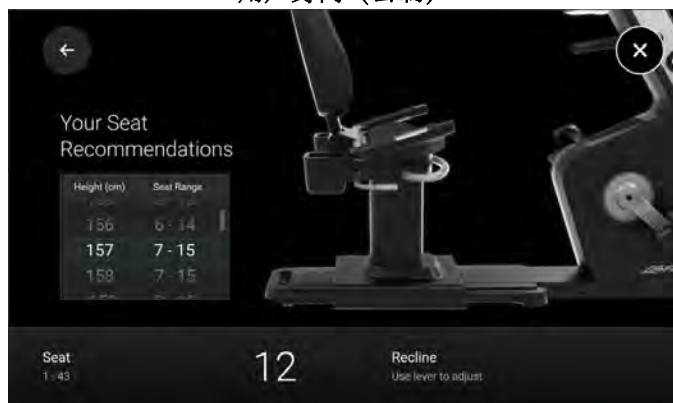 Your Seat
Recommendations
Height (cm) Seat Range
156 6 - 14
157 7 - 15
158 7 - 15
Seat
1 - 43
12
Recline
Use lever to adjust